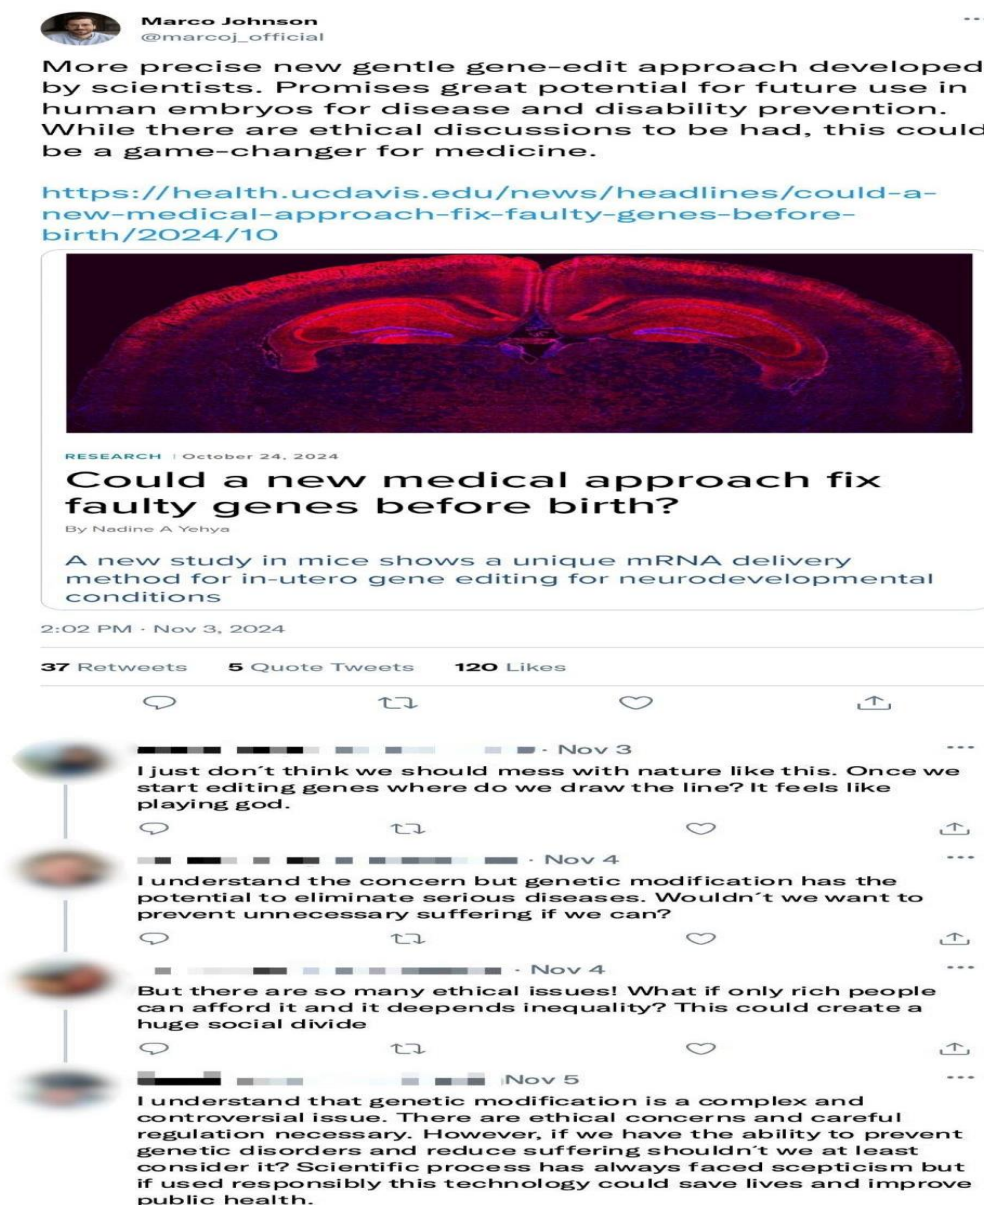 Marco Johnson
@marcoj_official
More precise new gentle gene-edit approach developed
by scientists. Promises great potential for future use in
human embryos for disease and disability prevention.
While there are ethical discussions to be had, this could
be a game-changer for medicine.
https://health.ucdavis.edu/news/headlines/could-a-
new-medical-approach-fix-faulty-genes-before-
birth/2024/10
RESEARCH | October 24, 2024
Could a new medical approach fix
faulty genes before birth?
By Nadine A Yehya
A new study in mice shows a unique mRNA delivery
method for in-utero gene editing for neurodevelopmental
conditions
2:02 PM · Nov 3, 2024
37 Retweets 5 Quote Tweets 120 Likes
· Nov 3
I just don´t think we should mess with nature like this. Once we
start editing genes where do we draw the line? It feels like
playing god.
· Nov 4
I understand the concern but genetic modification has the
potential to eliminate serious diseases. Wouldn´t we want to
prevent unnecessary suffering if we can?
· Nov 4
But there are so many ethical issues! What if only rich people
can afford it and it deepends inequality? This could create a
huge social divide
Nov 5
I understand that genetic modification is a complex and
controversial issue. There are ethical concerns and careful
regulation necessary. However, if we have the ability to prevent
genetic disorders and reduce suffering shouldn´t we at least
consider it? Scientific process has always faced scepticism but
if used responsibly this technology could save lives and improve
public health.